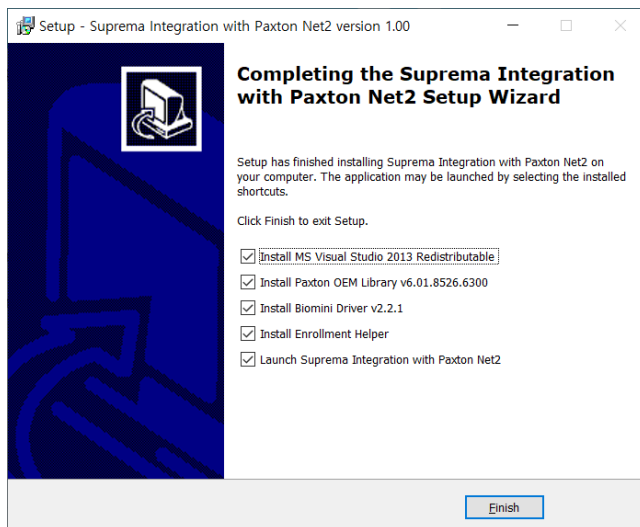 Setup - Suprema Integration with Paxton Net2 version 1.00
Completing the Suprema Integration
with Paxton Net2 Setup Wizard
Setup has finished installing Suprema Integration with Paxton Net2 on
your computer. The application may be launched by selecting the installed
shortcuts.
Click Finish to exit Setup.
Install MS Visual Studio 2013 Redistributable
Install Paxton OEM Library v6.01.8526.6300
Install Biomini Driver v2.2.1
Install Enrollment Helper
Launch Suprema Integration with Paxton Net2
Finish